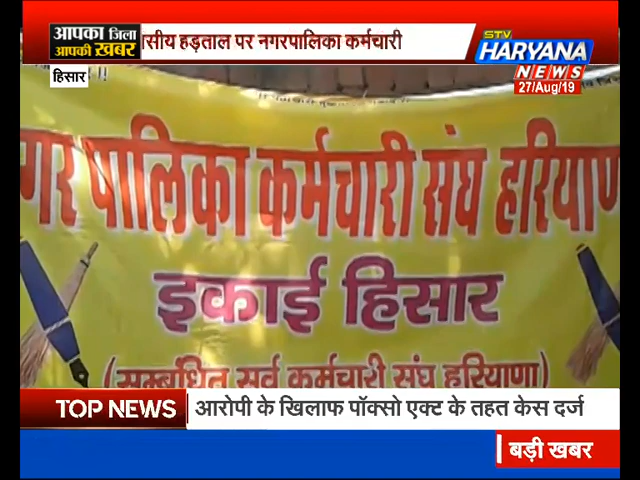 आपका जिला
आपकी खबर
सीय हड़ताल पर नगरपालिका कर्मचारी
STV
HARYANA
NEWS
27/Aug/19
हिसार
गर पालिका कर्मचारी संघ हरियाणा
इकाई हिसार
(सम्बंधित सर्व कर्मचारी संघ हरियाणा)
TOP NEWS
आरोपी के खिलाफ पॉक्सो एक्ट के तहत केस दर्ज
बड़ी खबर